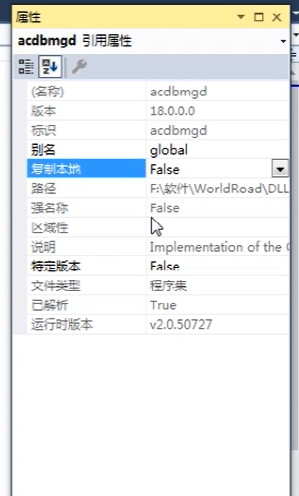 属性
acdbmgd 引用属性
(名称) acdbmgd
版本 18.0.0.0
标识 acdbmgd
别名 global
复制本地 False
路径 F:\软件\WorldRoad\DLL
强名称 False
区域性
说明 Implementation of the
特定版本 False
文件类型 程序集
已解析 True
运行时版本 v2.0.50727